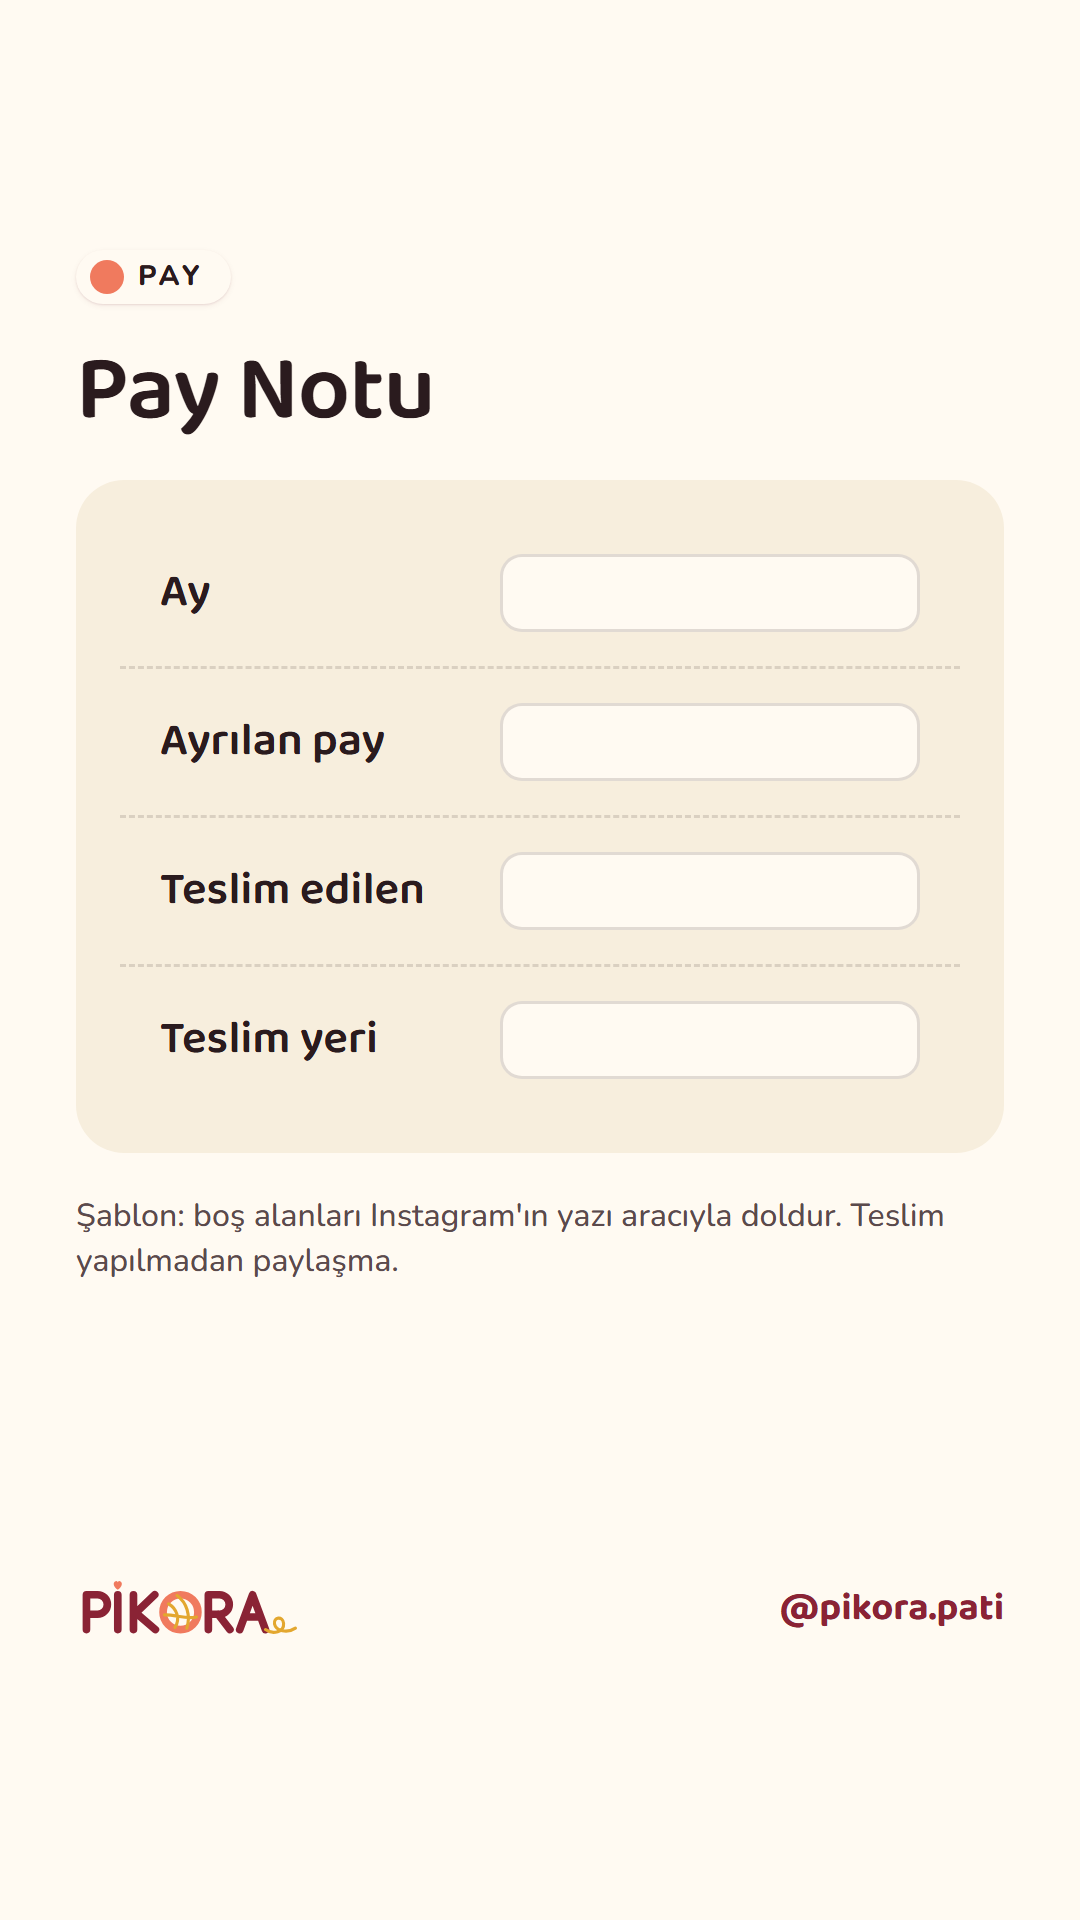 PAY
Pay Notu
Ay
Ayrılan pay
Teslim edilen
Teslim yeri
Şablon: boş alanları Instagram'ın yazı aracıyla doldur. Teslim
yapılmadan paylaşma.
PİKORA
@pikora.pati